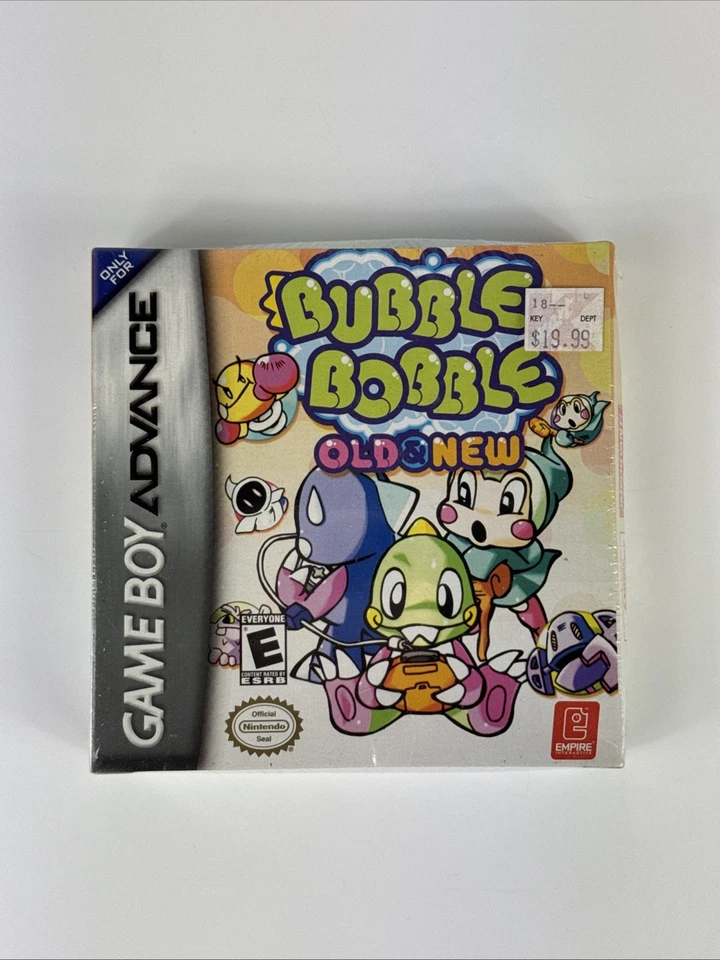 ONLY
FOR
GAME BOY ADVANCE
BUBBLE
BOBBLE
OLD & NEW
18--
KEY DEPT
$19.99
EVERYONE
E
CONTENT RATED BY
ESRB
Official
Nintendo
Seal
EMPIRE
INTERACTIVE